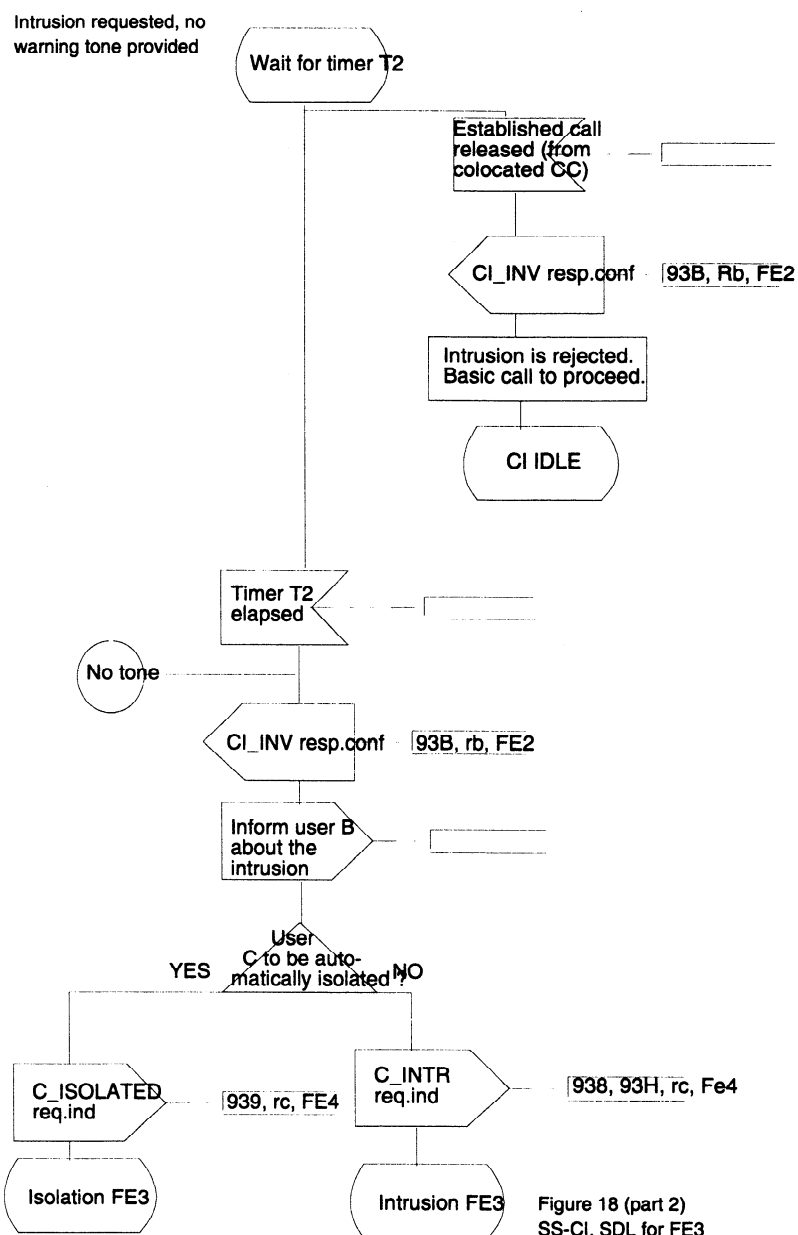 Intrusion requested, no
warning tone provided
Wait for timer T2
Established call
released (from
colocated CC)
CI_INV resp.conf
93B, Rb, FE2
Intrusion is rejected.
Basic call to proceed.
CI IDLE
Timer T2
elapsed
No tone
CI_INV resp.conf
93B, rb, FE2
Inform user B
about the
intrusion
User
C to be auto-
matically isolated ?
YES
NO
C_ISOLATED
req.ind
939, rc, FE4
C_INTR
req.ind
938, 93H, rc, Fe4
Isolation FE3
Intrusion FE3
Figure 18 (part 2)
SS-CI, SDL for FE3